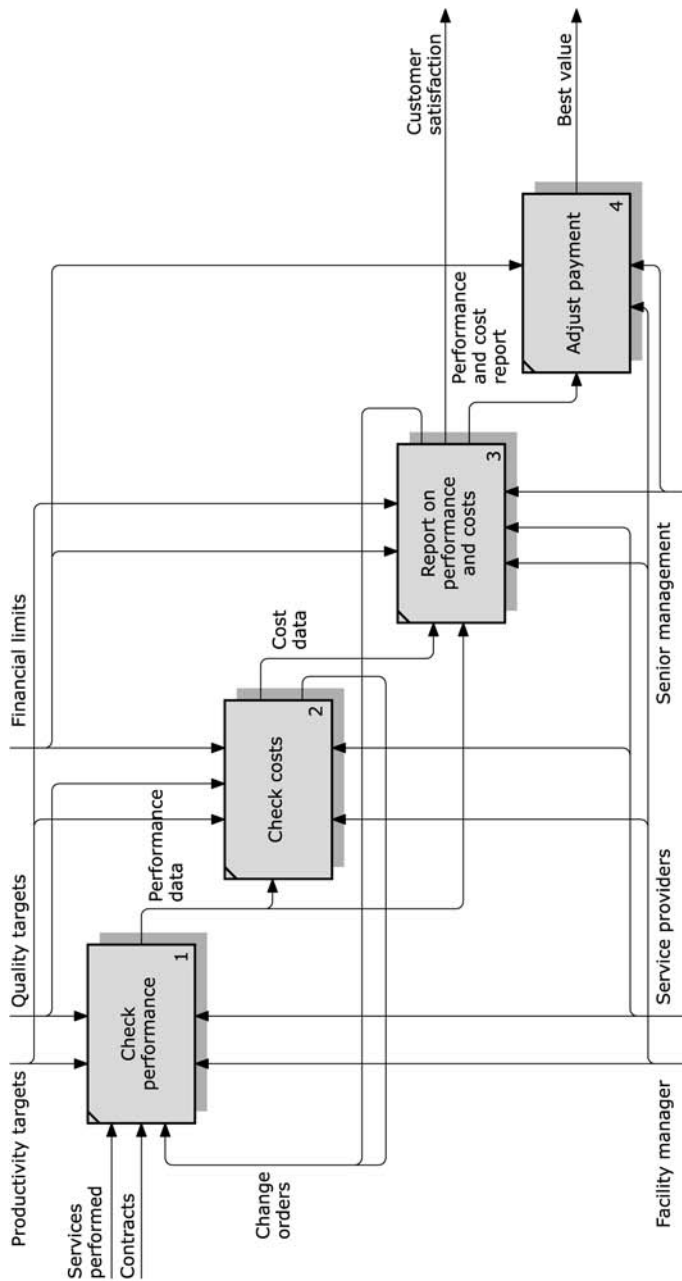 Productivity targets
Quality targets
Financial limits
Services
performed
Contracts
Check
performance
1
Performance
data
Check costs
2
Cost
data
Report on
performance
and costs
3
Customer
satisfaction
Performance
and cost
report
Adjust payment
4
Best value
Change
orders
Facility manager
Service providers
Senior management